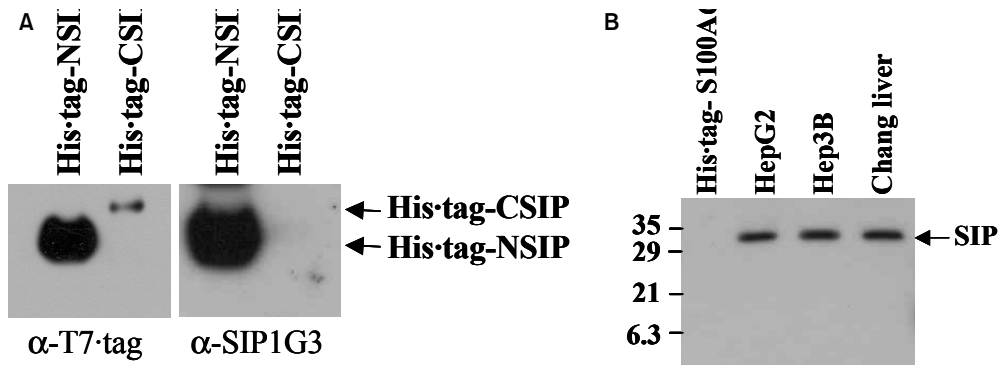 A
His·tag-NSI
His·tag-CSI
His·tag-NSI
His·tag-CSI
His·tag-CSIP
His·tag-NSIP
α-T7·tag
α-SIP1G3
B
His·tag- S100A
HepG2
Hep3B
Chang liver
35
29
21
6.3
SIP